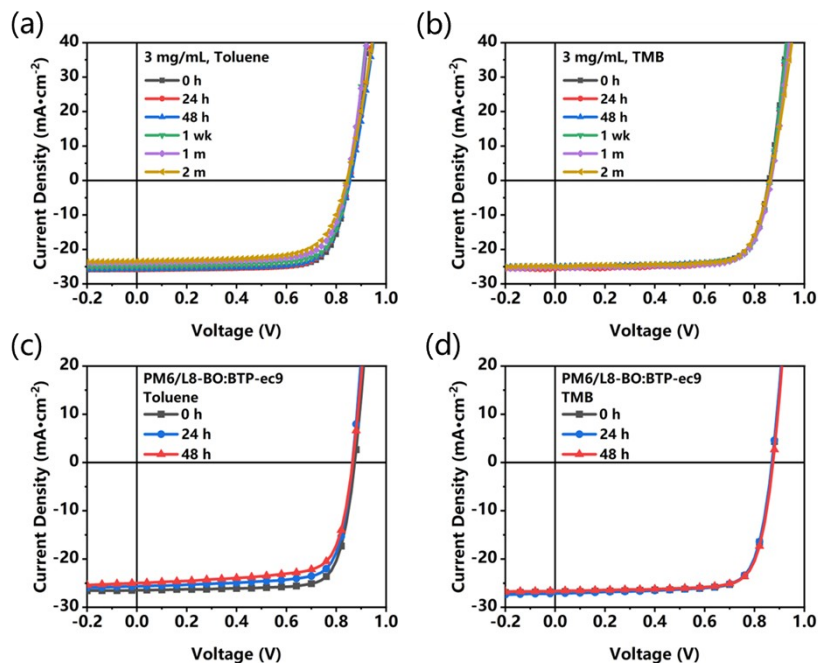 (a)
3 mg/mL, Toluene
0 h
24 h
48 h
1 wk
1 m
2 m
Current Density (mA•cm-2)
40
30
20
10
0
-10
-20
-30
-0.2 0.0 0.2 0.4 0.6 0.8 1.0
Voltage (V)
(b)
3 mg/mL, TMB
0 h
24 h
48 h
1 wk
1 m
2 m
Current Density (mA•cm-2)
40
30
20
10
0
-10
-20
-30
-0.2 0.0 0.2 0.4 0.6 0.8 1.0
Voltage (V)
(c)
PM6/L8-BO:BTP-ec9
Toluene
0 h
24 h
48 h
Current Density (mA•cm-2)
20
10
0
-10
-20
-30
-0.2 0.0 0.2 0.4 0.6 0.8 1.0
Voltage (V)
(d)
PM6/L8-BO:BTP-ec9
TMB
0 h
24 h
48 h
Current Density (mA•cm-2)
20
10
0
-10
-20
-30
-0.2 0.0 0.2 0.4 0.6 0.8 1.0
Voltage (V)